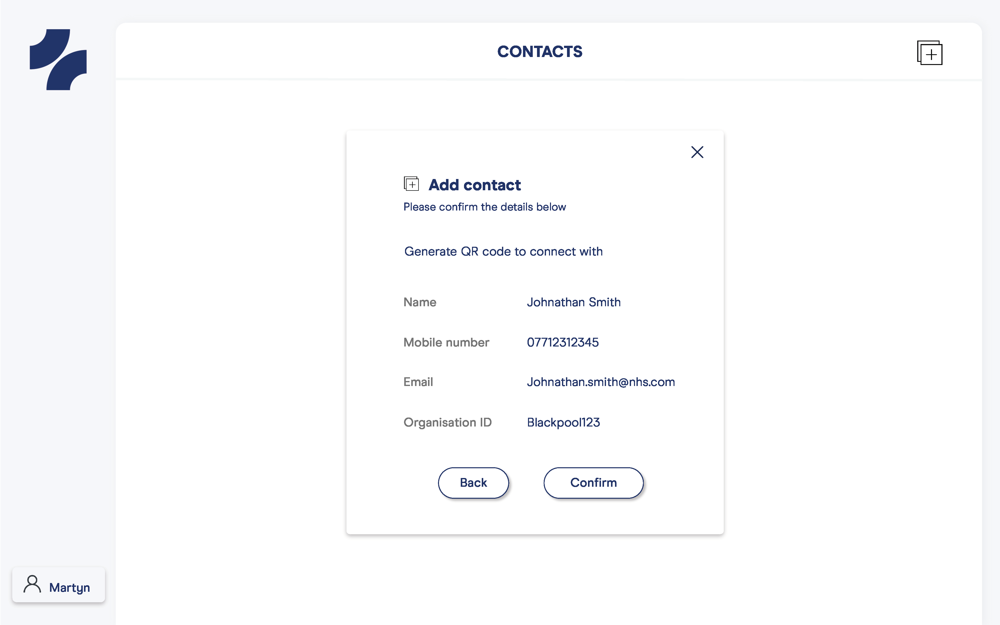 CONTACTS
Add contact
Please confirm the details below
Generate QR code to connect with
Name Johnathan Smith
Mobile number 07712312345
Email Johnathan.smith@nhs.com
Organisation ID Blackpool123
Back Confirm
Martyn